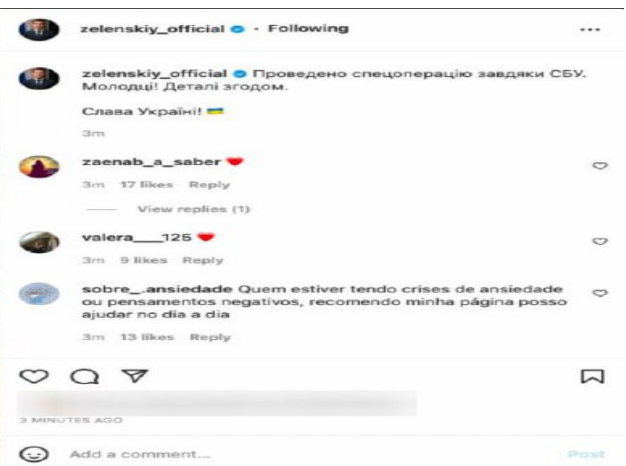 zelenskiy_official · Following
zelenskiy_official Проведено спецоперацію завдяки СБУ.
Молодці! Деталі згодом.
Слава Україні! 🇺🇦
3m
zaenab_a_saber ❤️
3m 17 likes Reply
View replies (1)
valera___125 ❤️
3m 9 likes Reply
sobre_.ansiedade Quem estiver tendo crises de ansiedade
ou pensamentos negativos, recomendo minha página posso
ajudar no dia a dia
3m 13 likes Reply
3 MINUTES AGO
Add a comment... Post